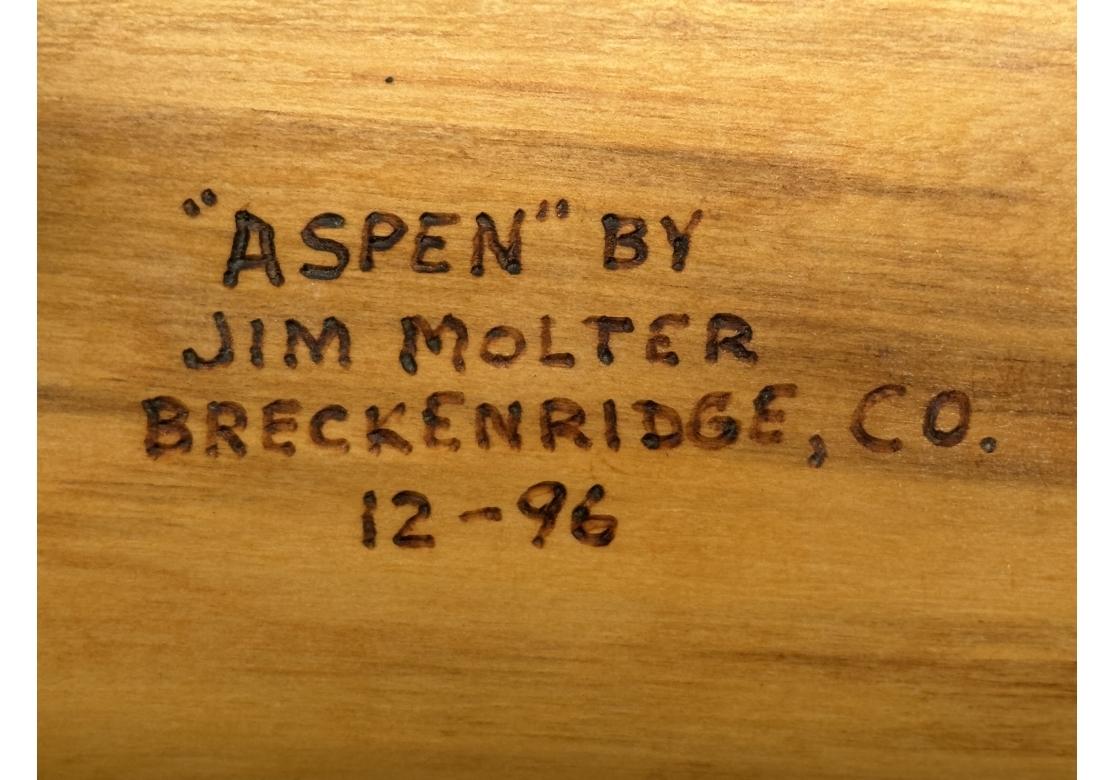 "ASPEN" BY
JIM MOLTER
BRECKENRIDGE, CO.
12-96